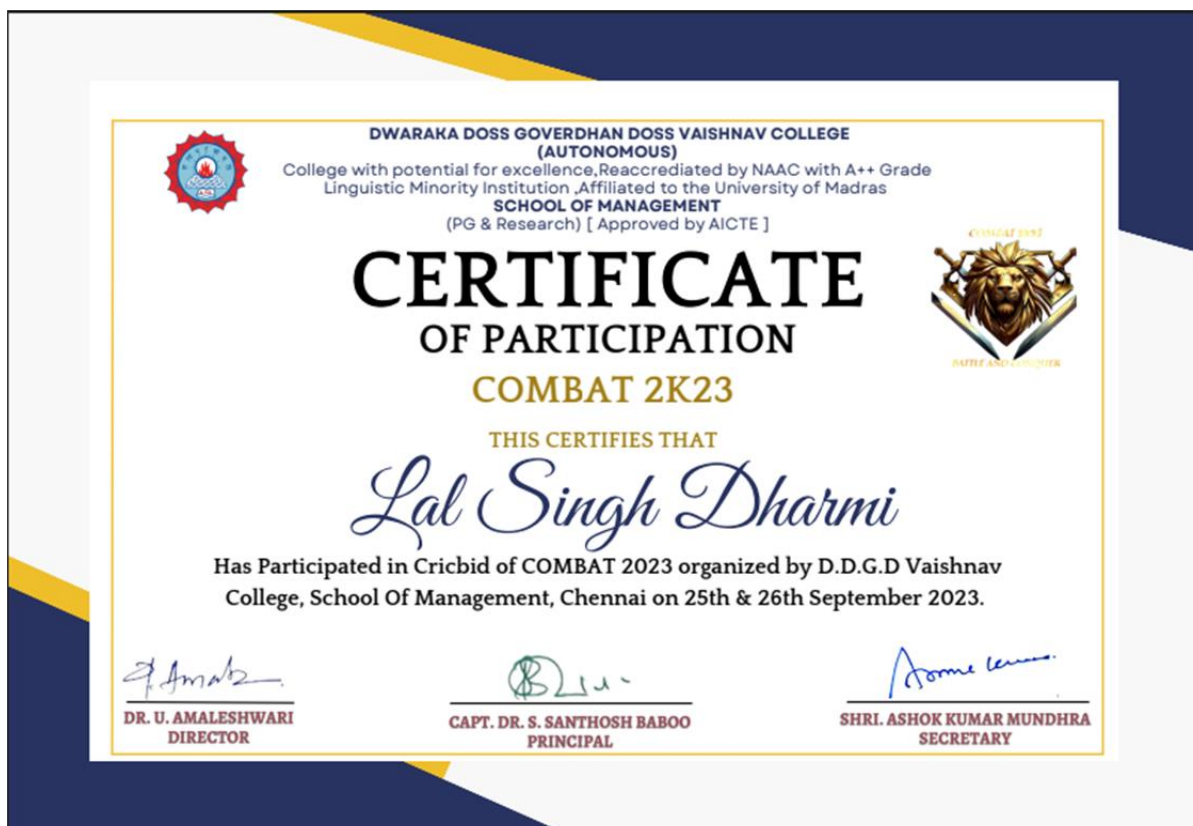 DWARAKA DOSS GOVERDHAN DOSS VAISHNAV COLLEGE
(AUTONOMOUS)
College with potential for excellence,Reaccrediated by NAAC with A++ Grade
Linguistic Minority Institution ,Affiliated to the University of Madras
SCHOOL OF MANAGEMENT
(PG & Research) [ Approved by AICTE ]
CERTIFICATE
OF PARTICIPATION
BATTLE AND CONQUER
COMBAT 2K23
THIS CERTIFIES THAT
Lal Singh Dharmi
Has Participated in Cricbid of COMBAT 2023 organized by D.D.G.D Vaishnav
College, School Of Management, Chennai on 25th & 26th September 2023.
DR. U. AMALESHWARI
DIRECTOR
CAPT. DR. S. SANTHOSH BABOO
PRINCIPAL
SHRI. ASHOK KUMAR MUNDHRA
SECRETARY